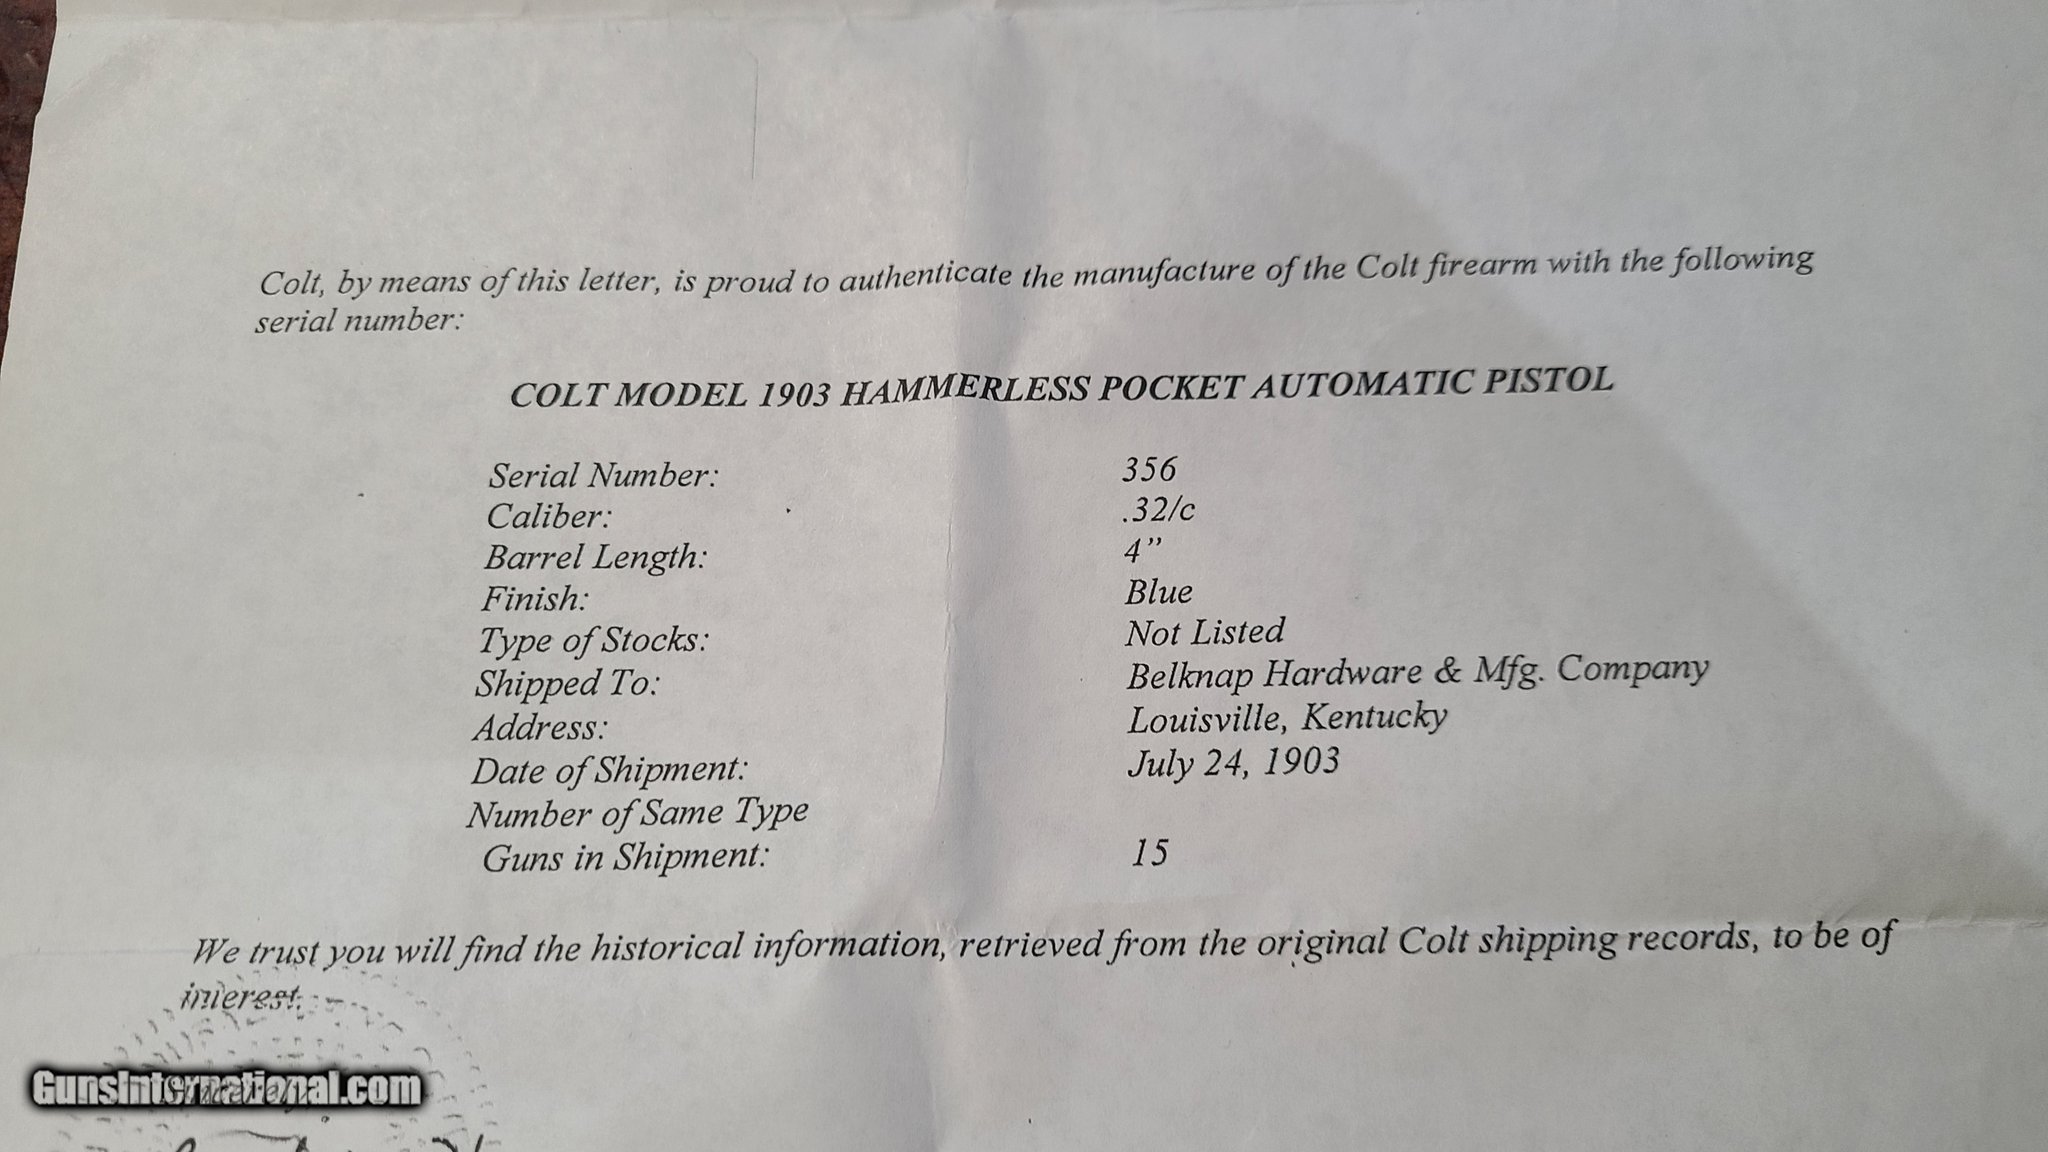 Colt, by means of this letter, is proud to authenticate the manufacture of the Colt firearm with the following
serial number:
COLT MODEL 1903 HAMMERLESS POCKET AUTOMATIC PISTOL
Serial Number: 356
Caliber: .32/c
Barrel Length: 4”
Finish: Blue
Type of Stocks: Not Listed
Shipped To: Belknap Hardware & Mfg. Company
Address: Louisville, Kentucky
Date of Shipment: July 24, 1903
Number of Same Type
Guns in Shipment: 15
We trust you will find the historical information, retrieved from the original Colt shipping records, to be of
interest.
Sincerely,
GunsInternational.com